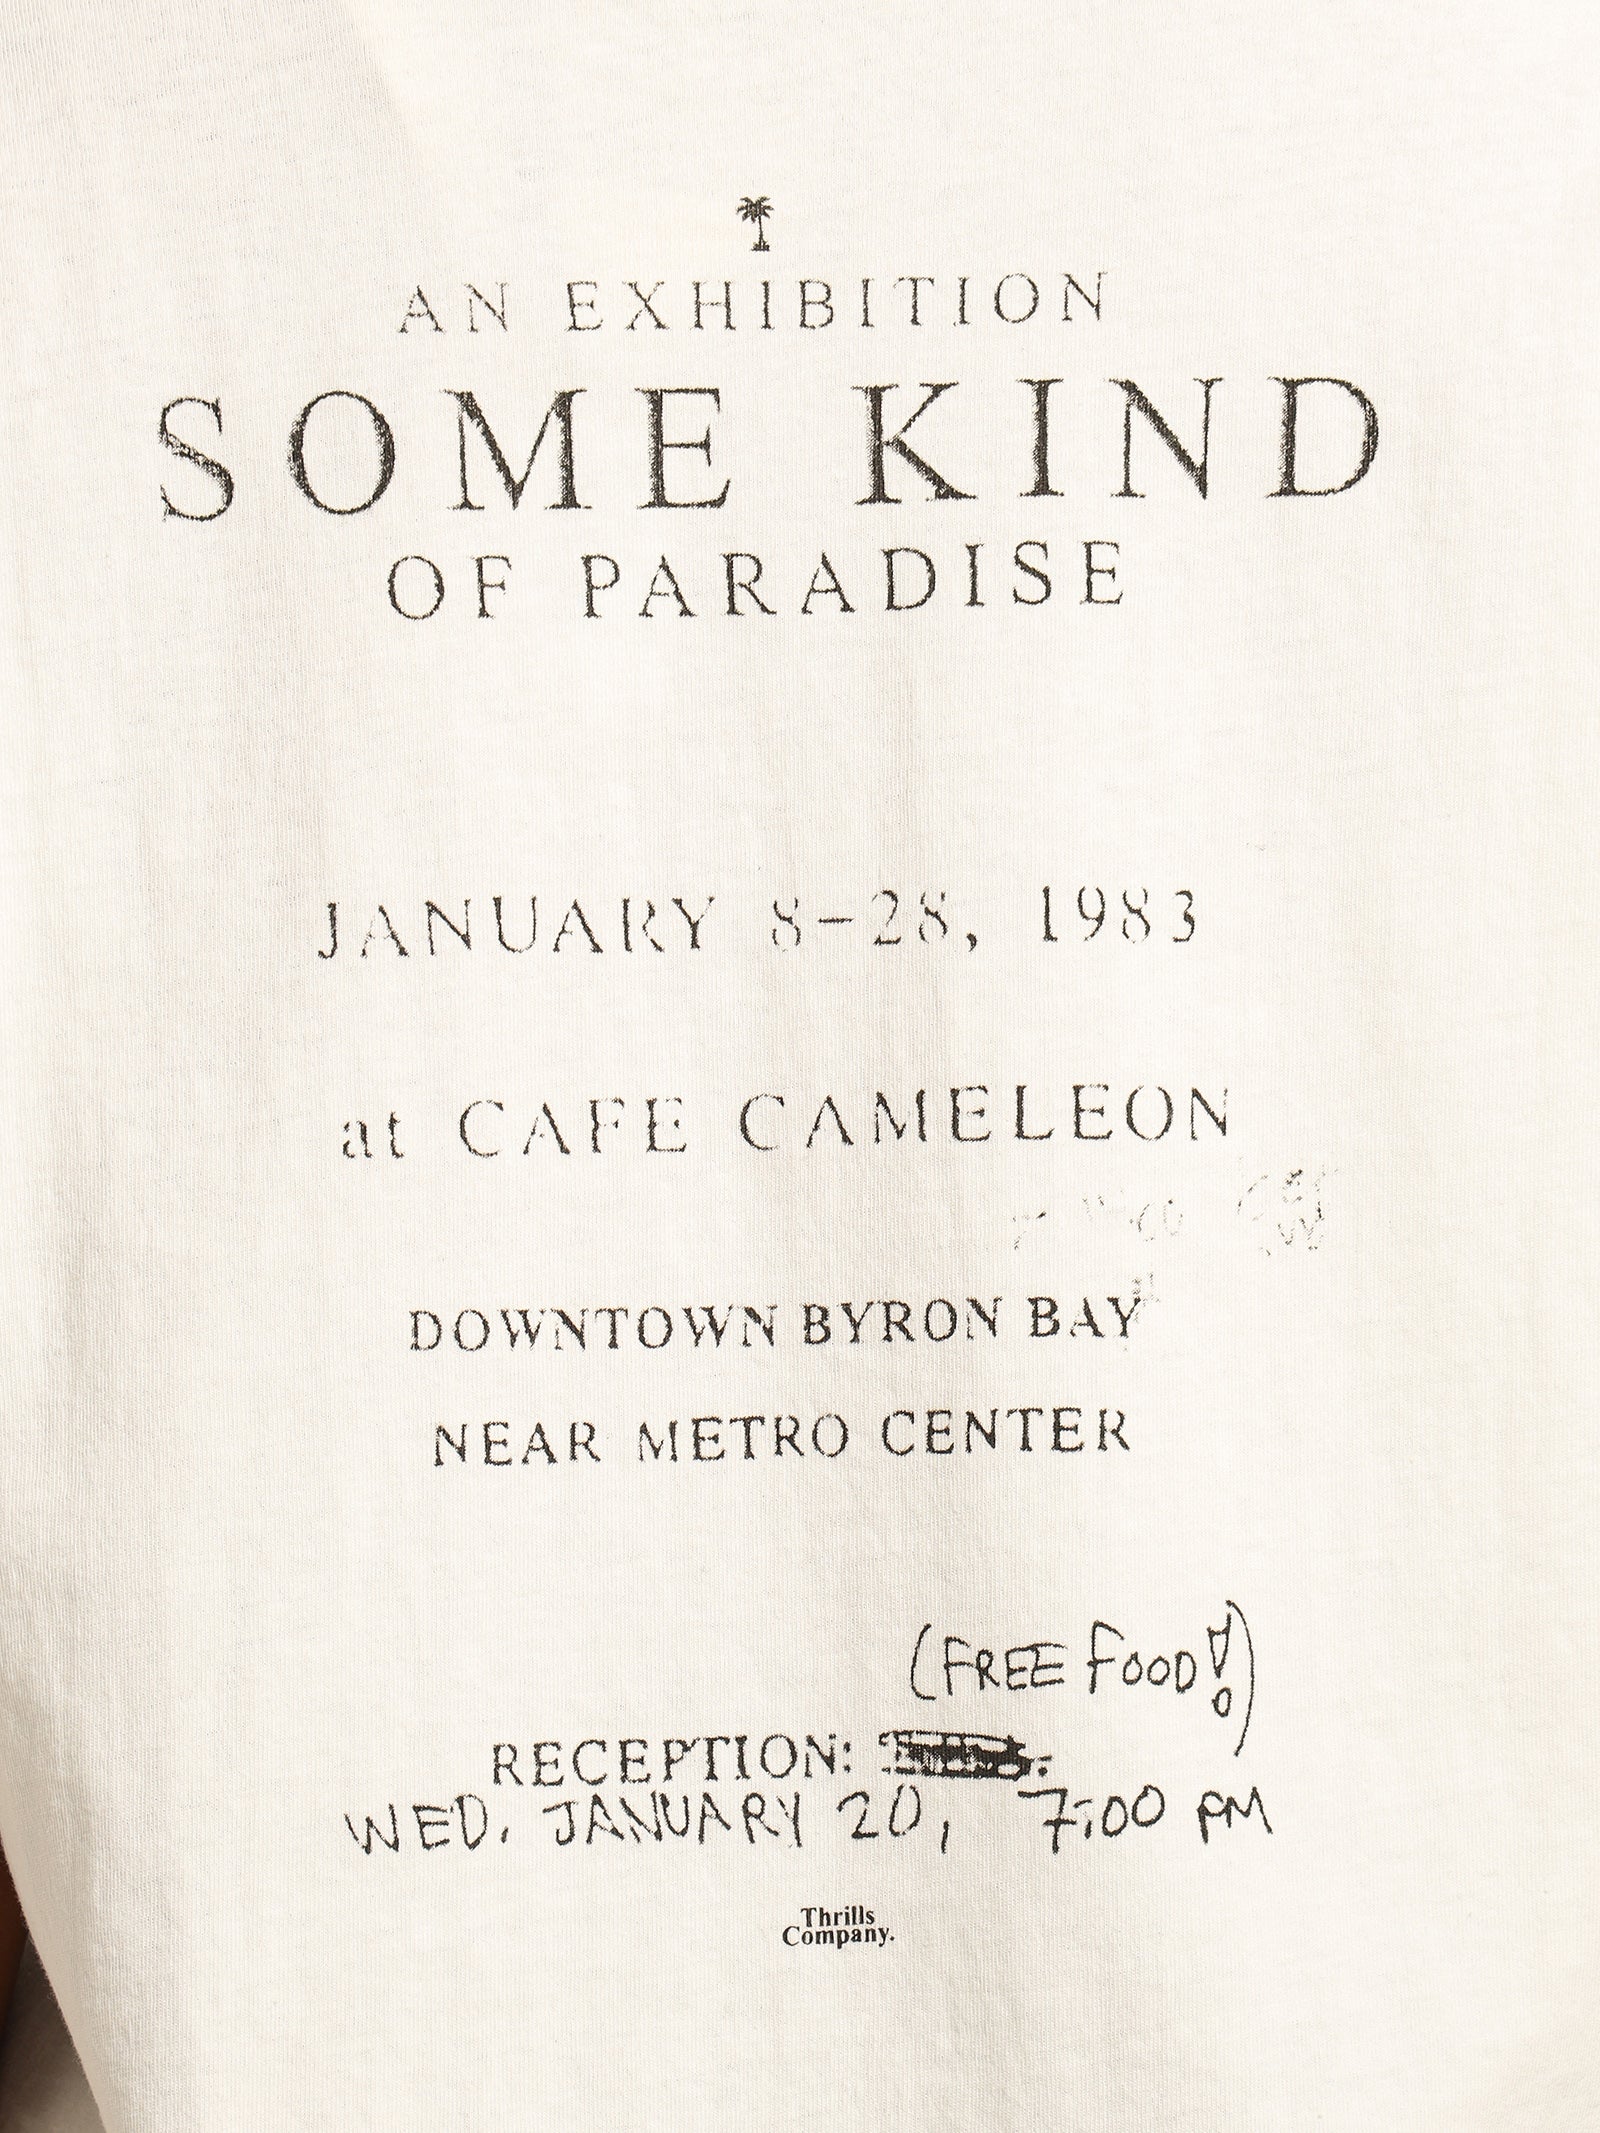 AN EXHIBITION
SOME KIND
OF PARADISE
JANUARY 8-28, 1983
at CAFE CAMELEON
DOWNTOWN BYRON BAY
NEAR METRO CENTER
(FREE FOOD!)
RECEPTION:
WED. JANUARY 20, 7:00 PM
Thrills
Company.